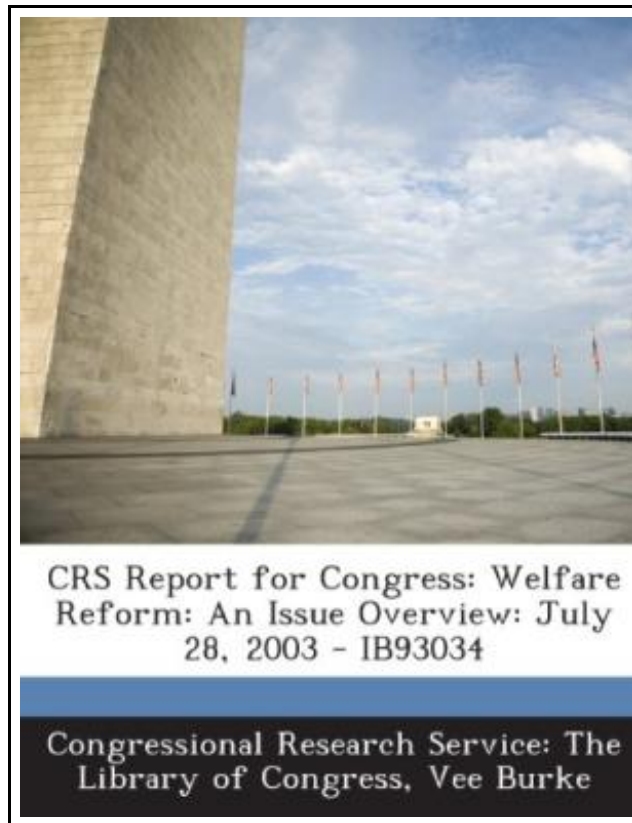 CRS Report for Congress: Welfare
Reform: An Issue Overview: July
28, 2003 - IB93034
Congressional Research Service: The
Library of Congress, Vee Burke